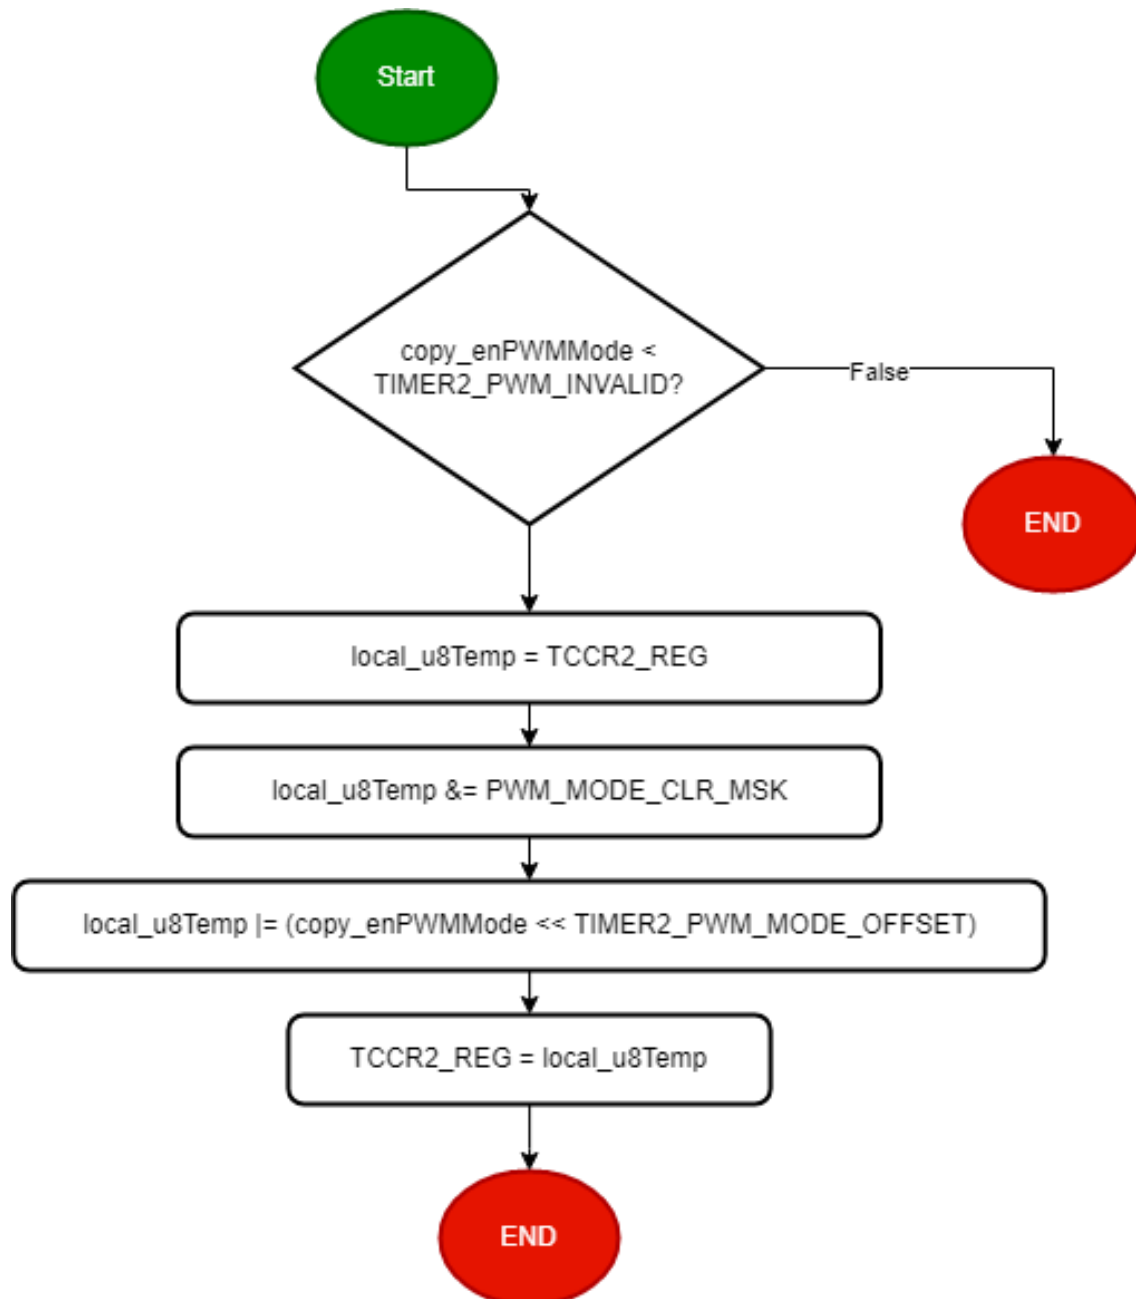 Start
copy_enPWMMode <
TIMER2_PWM_INVALID?
False
END
local_u8Temp = TCCR2_REG
local_u8Temp &= PWM_MODE_CLR_MSK
local_u8Temp |= (copy_enPWMMode << TIMER2_PWM_MODE_OFFSET)
TCCR2_REG = local_u8Temp
END